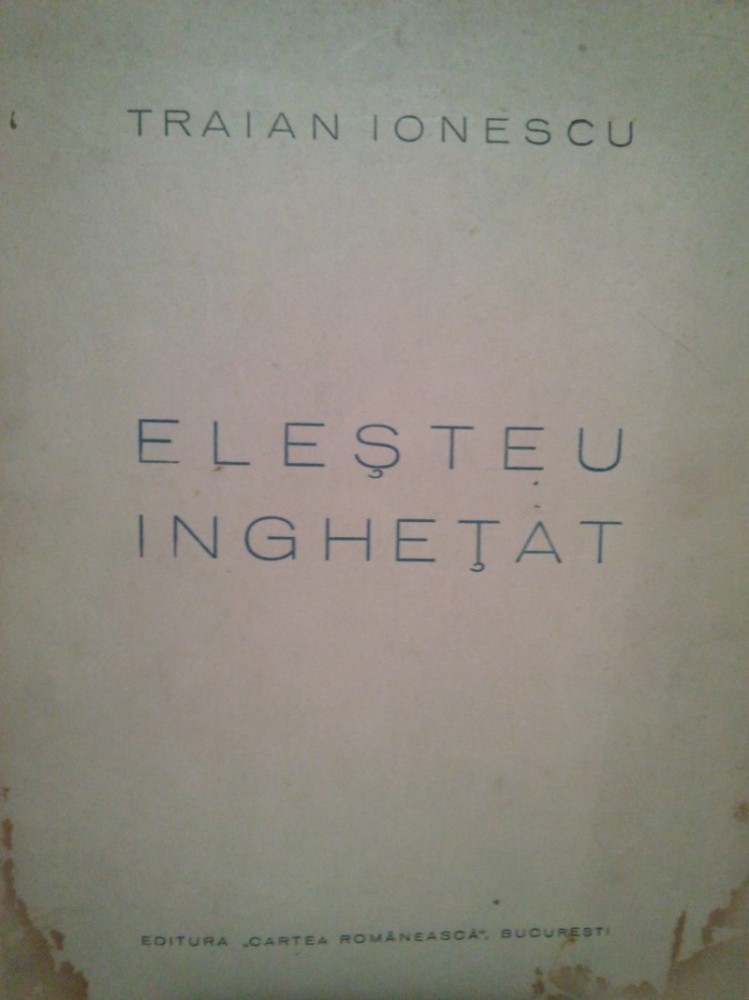 TRAIAN IONESCU
ELEŞTEU
INGHEŢAT
EDITURA „CARTEA ROMÂNEASCĂ“, BUCUREŞTI